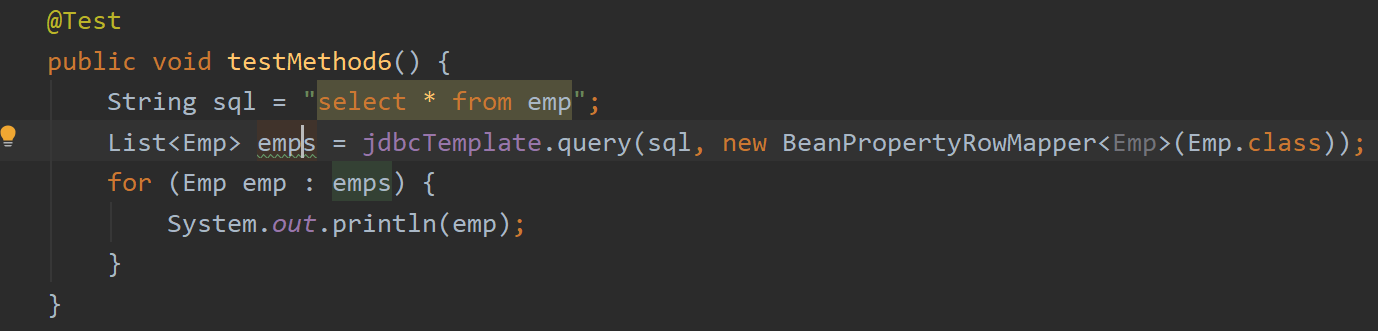 @Test
public void testMethod6() {
String sql = "select * from emp";
List<Emp> emps = jdbcTemplate.query(sql, new BeanPropertyRowMapper<Emp>(Emp.class));
for (Emp emp : emps) {
System.out.println(emp);
}
}